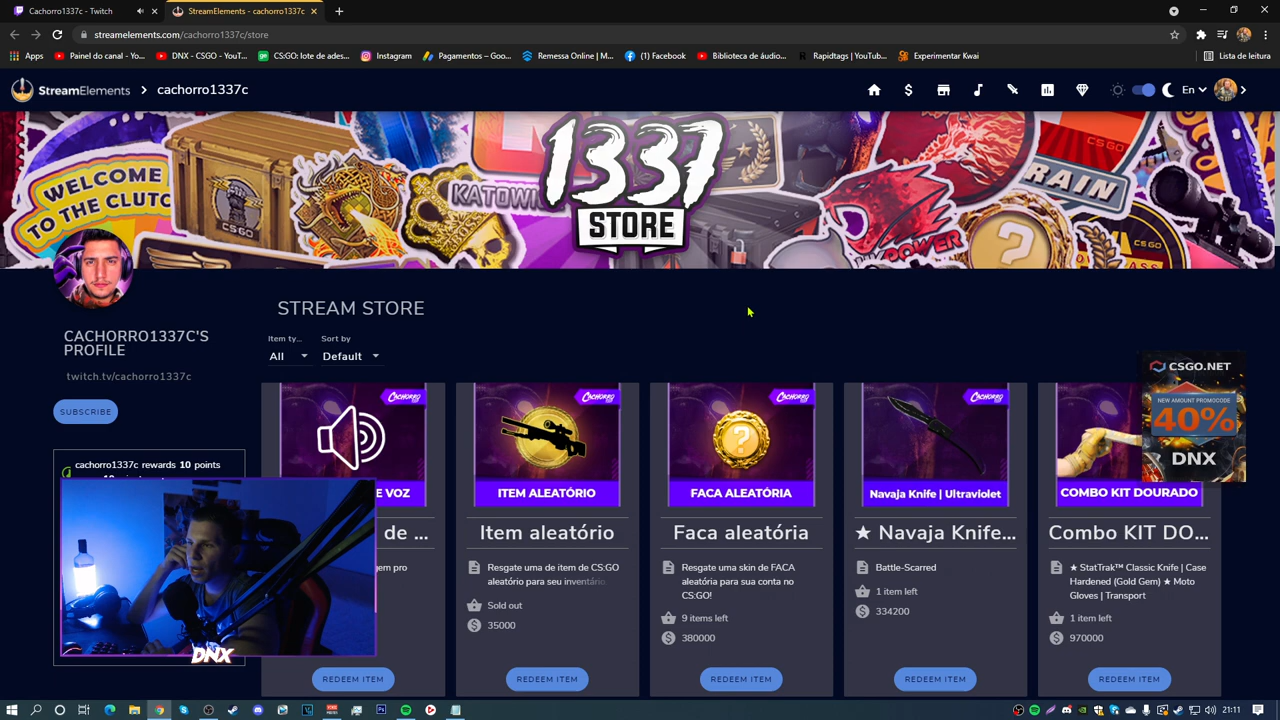 cachorro1337c - Twitch
StreamElements - cachorro1337c
streamelements.com/cachorro1337c/store
Apps
Painel do canal - Yo...
DNX - CSGO - YouT...
CS:GO: lote de ades...
Instagram
Pagamentos – Goo...
Remessa Online | M...
(1) Facebook
Biblioteca de áudio...
Rapidtags | YouTub...
Experimentar Kwai
Lista de leitura
StreamElements
cachorro1337c
En
WELCOME
TO THE CLUTC
CS:GO
KATOWI
1337
STORE
POWER
CSGO
RAIN
CACHORRO1337C'S
PROFILE
twitch.tv/cachorro1337c
SUBSCRIBE
cachorro1337c rewards 10 points
STREAM STORE
Item ty...
Sort by
All
Default
CACHORRO
E VOZ
de ...
gem pro
REDEEM ITEM
ITEM ALEATÓRIO
Item aleatório
Resgate uma de item de CS:GO
aleatório para seu inventário
Sold out
35000
REDEEM ITEM
CACHORRO
FACA ALEATÓRIA
Faca aleatória
Resgate uma skin de FACA
aleatória para sua conta no
CS:GO!
9 items left
380000
REDEEM ITEM
CACHORRO
CACHORRO
Navaja Knife | Ultraviolet
★ Navaja Knife...
Battle-Scarred
1 item left
334200
REDEEM ITEM
COMBO KIT DOURADO
Combo KIT DO...
★ StatTrak™ Classic Knife | Case
Hardened (Gold Gem) ★ Moto
Gloves | Transport
1 item left
970000
REDEEM ITEM
CSGO.NET
NEW AMOUNT PROMOCODE
40%
DNX
DNX
21:11